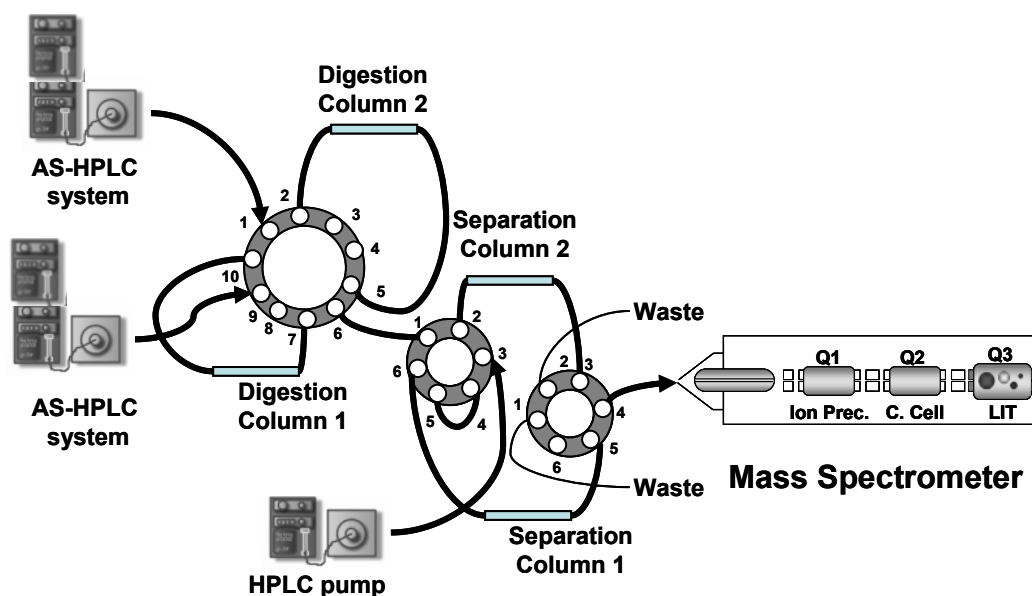 AS-HPLC
system
AS-HPLC
system
HPLC pump
Digestion
Column 2
1
2
3
4
5
6
7
8
9
10
Digestion
Column 1
Separation
Column 2
1
2
3
4
5
6
Separation
Column 1
Waste
1
2
3
4
5
6
Waste
Q1
Q2
Q3
Ion Prec.
C. Cell
LIT
Mass Spectrometer